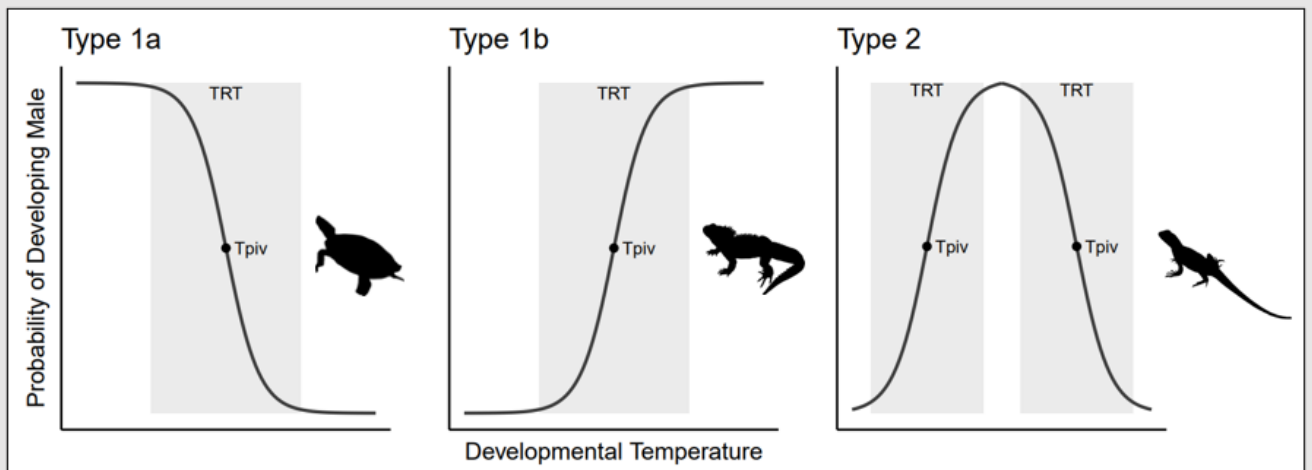 Type 1a
Type 1b
Type 2
Probability of Developing Male
TRT
TRT
TRT
TRT
Tpiv
Tpiv
Tpiv
Tpiv
Developmental Temperature